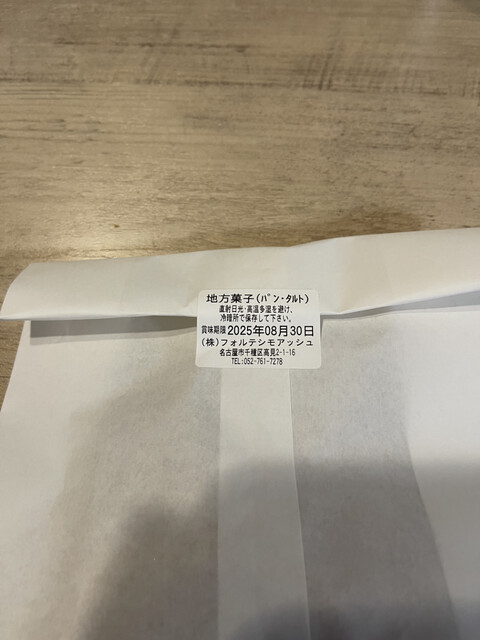 地方菓子(パン・タルト)
直射日光・高温多湿を避け、
冷暗所で保存して下さい。
賞味期限 2025年08月30日
(株)フォルテシモアッシュ
名古屋市千種区高見2-1-16
TEL:052-761-7278